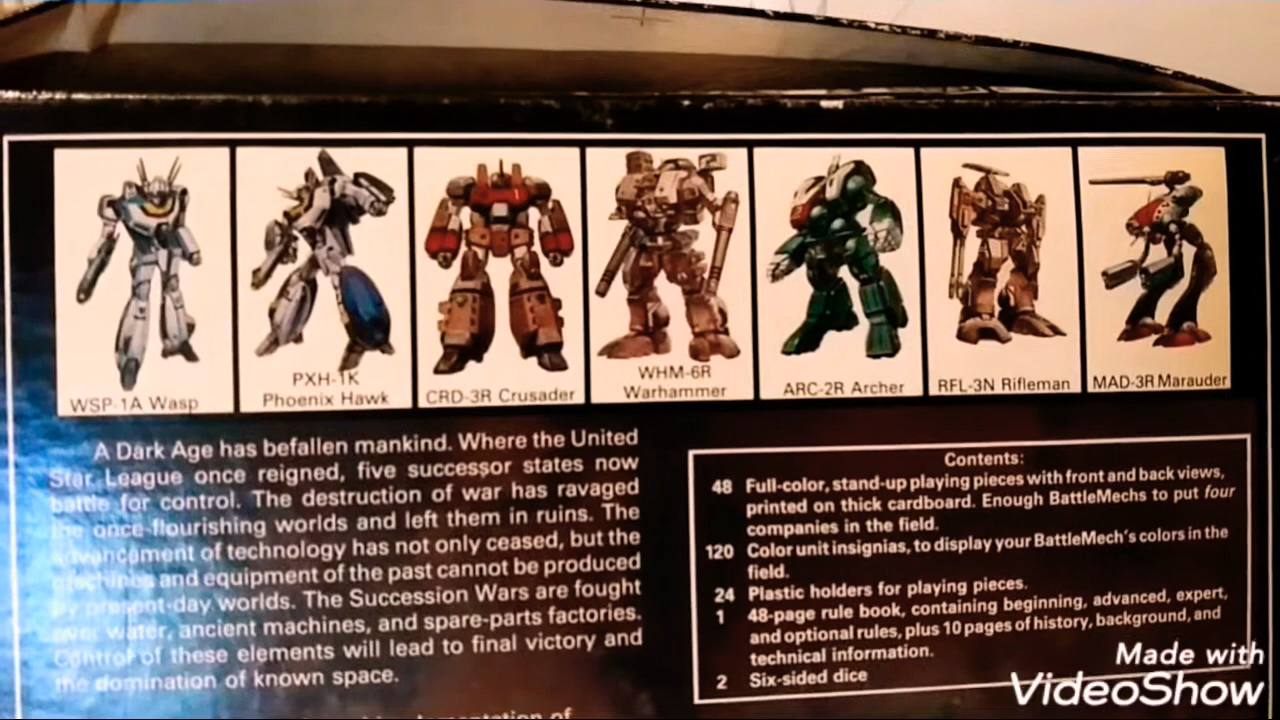 WSP-1A Wasp
PXH-1K
Phoenix Hawk
CRD-3R Crusader
WHM-6R
Warhammer
ARC-2R Archer
RFL-3N Rifleman
MAD-3R Marauder
A Dark Age has befallen mankind. Where the United
Star League once reigned, five successor states now
battle for control. The destruction of war has ravaged
the once-flourishing worlds and left them in ruins. The
advancement of technology has not only ceased, but the
machines and equipment of the past cannot be produced
by present-day worlds. The Succession Wars are fought
over water, ancient machines, and spare-parts factories.
Control of these elements will lead to final victory and
the domination of known space.
Contents:
48 Full-color, stand-up playing pieces with front and back views,
printed on thick cardboard. Enough BattleMechs to put four
companies in the field.
120 Color unit insignias, to display your BattleMech's colors in the
field.
24 Plastic holders for playing pieces.
1 48-page rule book, containing beginning, advanced, expert,
and optional rules, plus 10 pages of history, background, and
technical information.
2 Six-sided dice
Made with
VideoShow